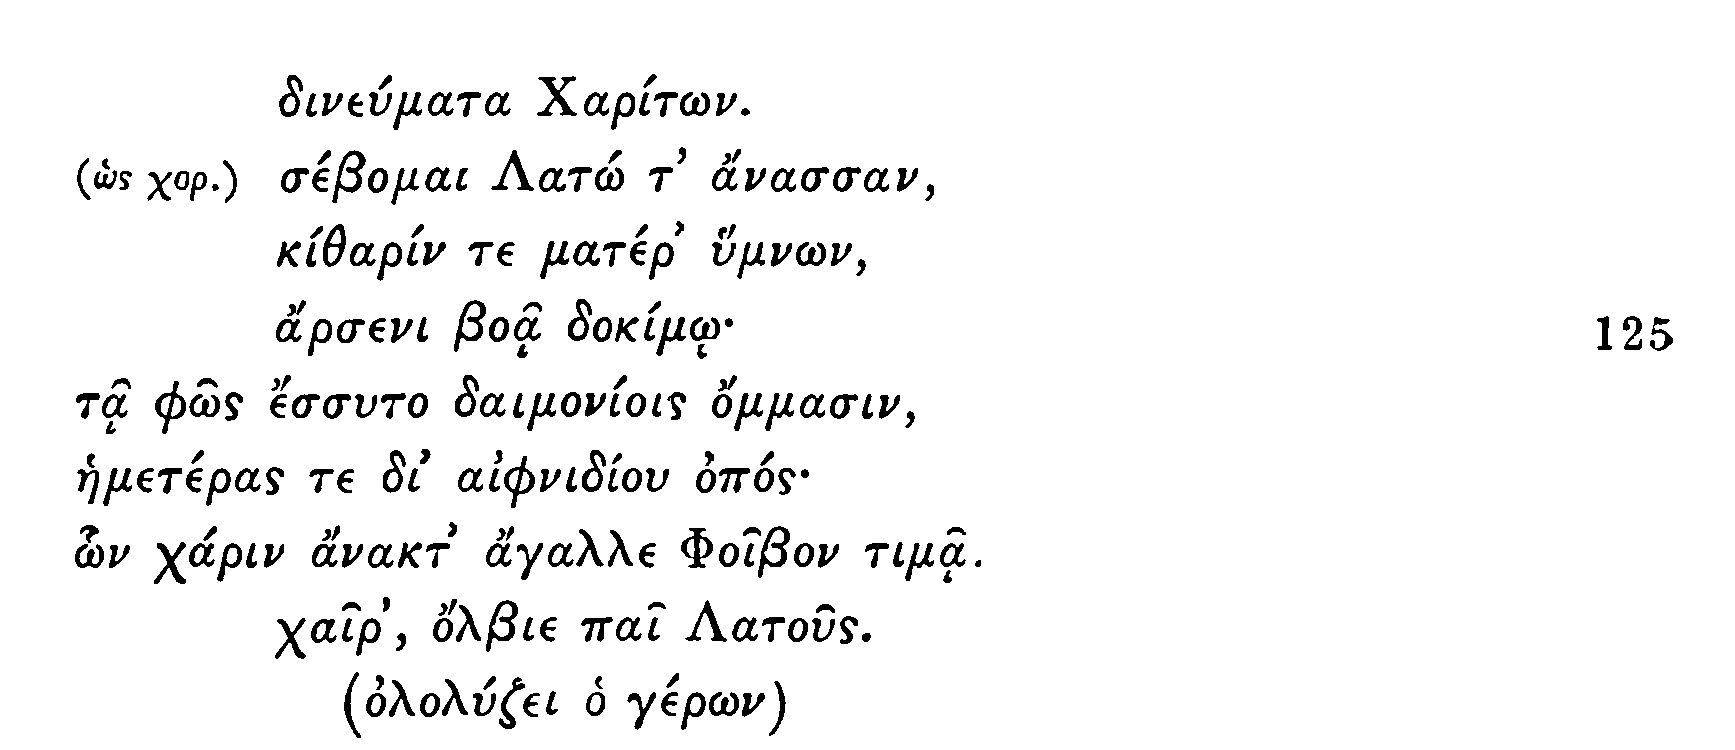 δινεύματα Χαρίτων.
(ὡς χορ.) σέβομαι Λατώ τ’ ἄνασσαν,
κίθαρίν τε ματέρ’ ὕμνων,
ἄρσενι βοᾷ δοκίμῳ· 125
τᾷ φῶς ἔσσυτο δαιμονίοις ὄμμασιν,
ἡμετέρας τε δι’ αἰφνιδίου ὀπός·
ὧν χάριν ἄνακτ’ ἄγαλλε Φοῖβον τιμᾷ.
χαῖρ’, ὄλβιε παῖ Λατοῦς.
(ὀλολύζει ὁ γέρων)